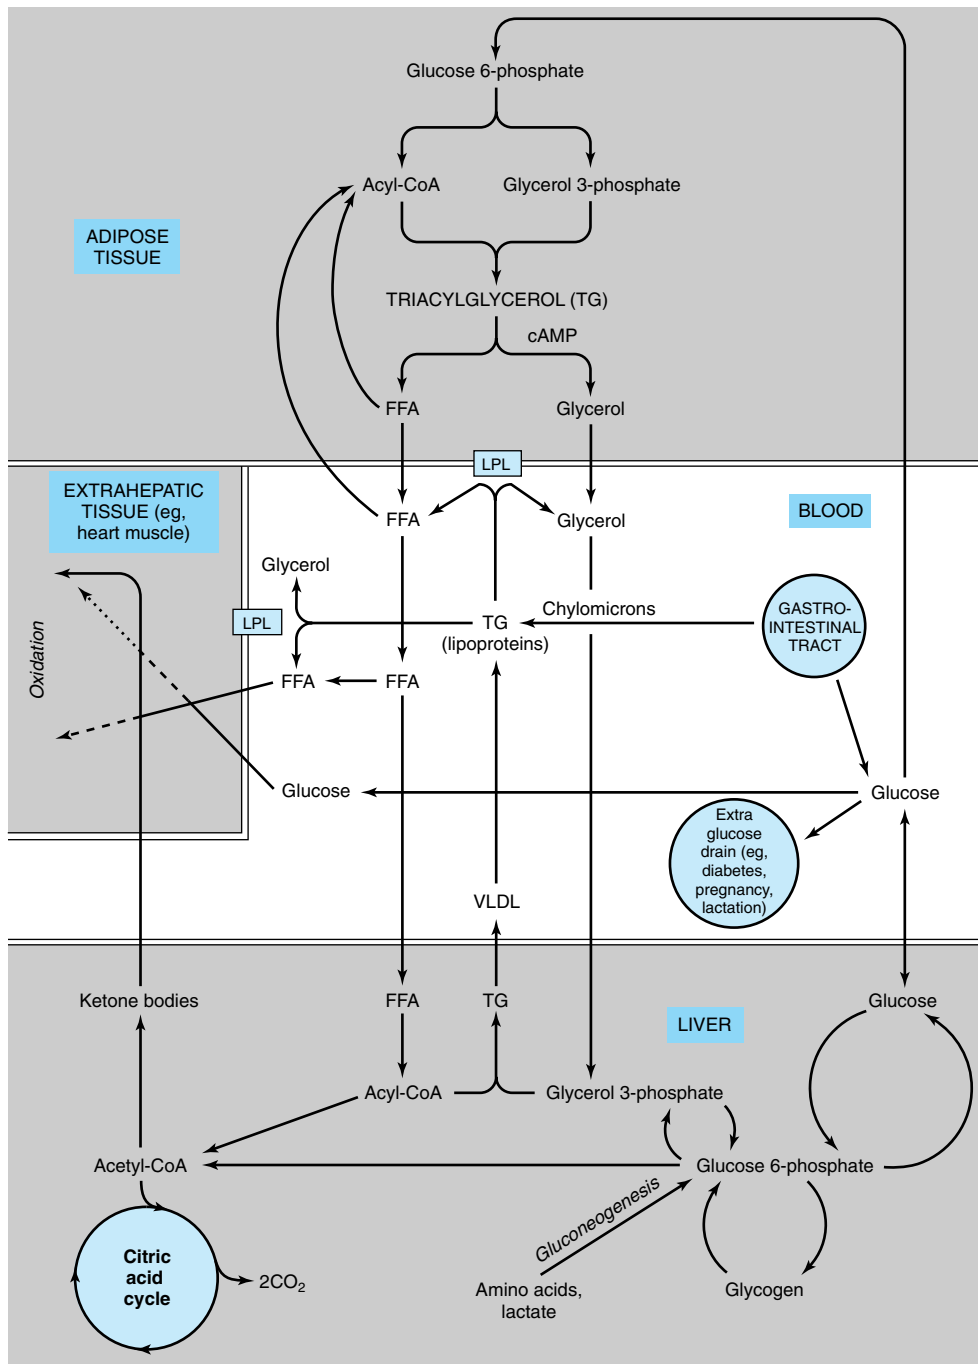 Glucose 6-phosphate
Acyl-CoA
Glycerol 3-phosphate
ADIPOSE
TISSUE
TRIACYLGLYCEROL (TG)
cAMP
FFA
Glycerol
LPL
EXTRAHEPATIC
TISSUE (eg,
heart muscle)
FFA
Glycerol
BLOOD
Glycerol
LPL
TG
(lipoproteins)
Chylomicrons
GASTRO-
INTESTINAL
TRACT
Oxidation
FFA
FFA
Glucose
Glucose
Extra
glucose
drain (eg,
diabetes,
pregnancy,
lactation)
VLDL
Ketone bodies
FFA
TG
LIVER
Glucose
Acyl-CoA
Glycerol 3-phosphate
Acetyl-CoA
Glucose 6-phosphate
Gluconeogenesis
Citric
acid
cycle
2CO₂
Amino acids,
lactate
Glycogen